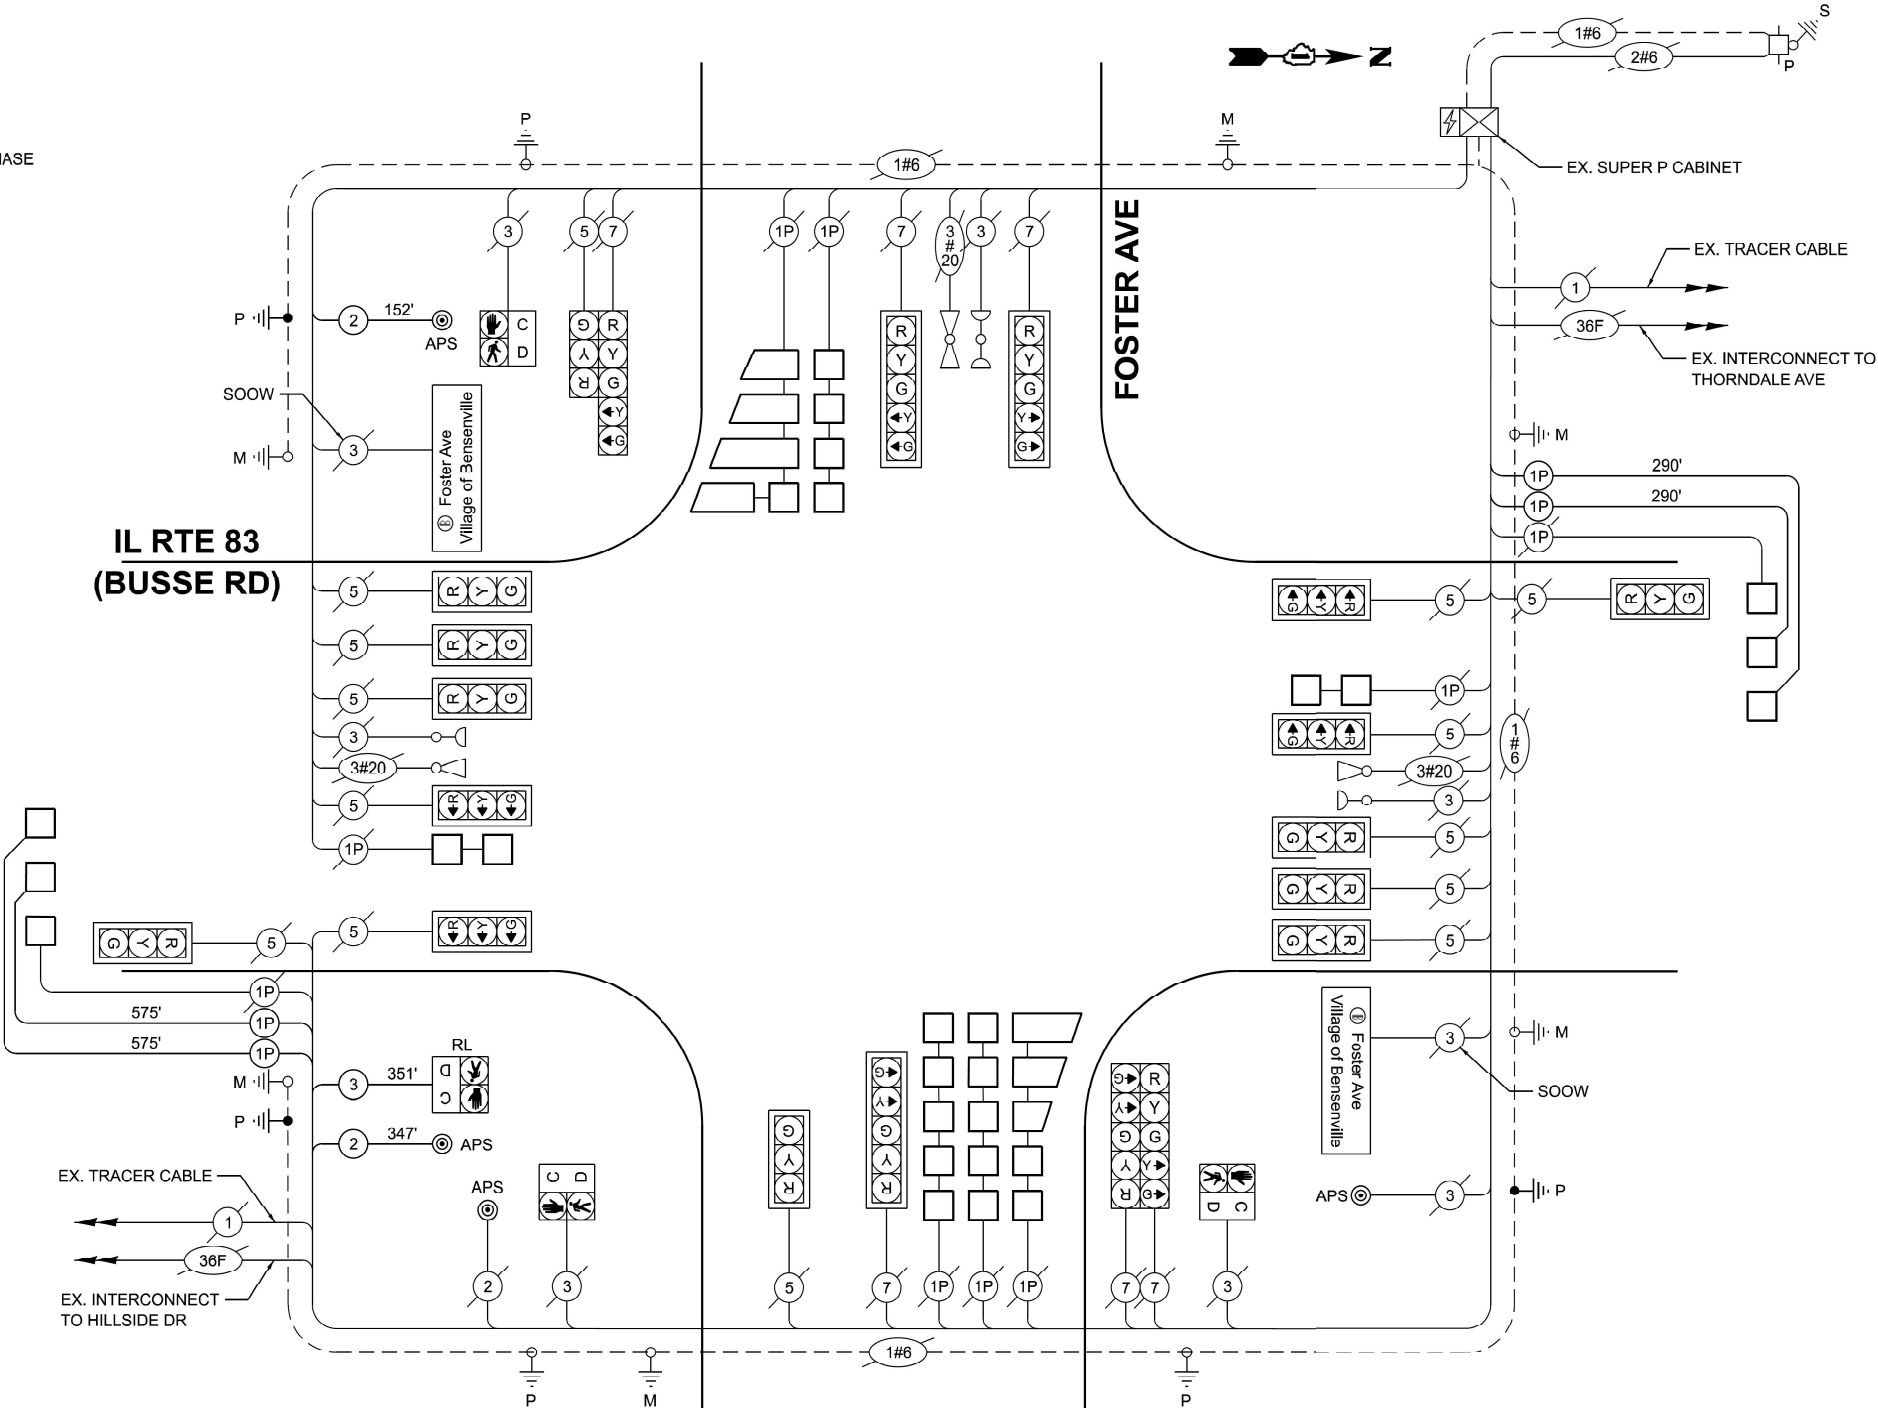 S
1#6
2#6
P
N
P
M
IASE
1#6
EX. SUPER P CABINET
FOSTER AVE
3
5
7
1P
1P
7
3
#
20
3
7
EX. TRACER CABLE
1
P
2
152'
APS
C
D
G
Y
R
R
Y
G
Y
G
R
Y
G
Y
G
R
Y
G
Y
G
36F
EX. INTERCONNECT TO
THORNDALE AVE
SOOW
3
M
B Foster Ave
Village of Bensenville
M
1P
290'
1P
290'
1P
IL RTE 83
(BUSSE RD)
5
R Y G
5
R Y G
5
R Y G
3
3#20
5
R Y G
1P
G Y R
5
5
R Y G
G Y R
5
1P
G Y R
5
1
#
6
3#20
3
G Y R
5
G Y R
5
G Y R
5
G Y R
5
5
R Y G
1P
575'
1P
575'
1P
M
RL
3
351'
D
C
P
2
347'
APS
B Foster Ave
Village of Bensenville
3
M
SOOW
EX. TRACER CABLE
1
36F
EX. INTERCONNECT
TO HILLSIDE DR
APS
2
C D
3
G
Y
R
5
G
Y
G
Y
R
7
1P
1P
1P
G
Y
G
Y
R
R
Y
G
Y
G
7
7
D C
3
APS
3
P
1#6
P
M
P